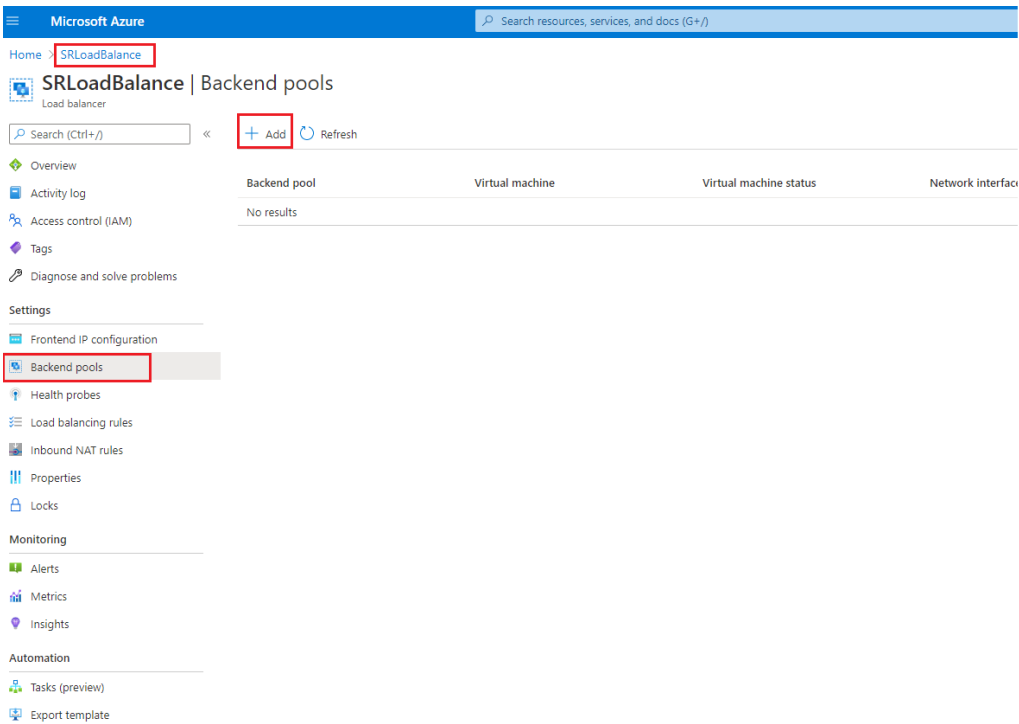 Microsoft Azure
Search resources, services, and docs (G+/)
Home > SRLoadBalance
SRLoadBalance | Backend pools
Load balancer
Search (Ctrl+/)
«
Add
Refresh
Overview
Activity log
Access control (IAM)
Tags
Diagnose and solve problems
Settings
Frontend IP configuration
Backend pools
Health probes
Load balancing rules
Inbound NAT rules
Properties
Locks
Monitoring
Alerts
Metrics
Insights
Automation
Tasks (preview)
Export template
Backend pool Virtual machine Virtual machine status Network interface
No results